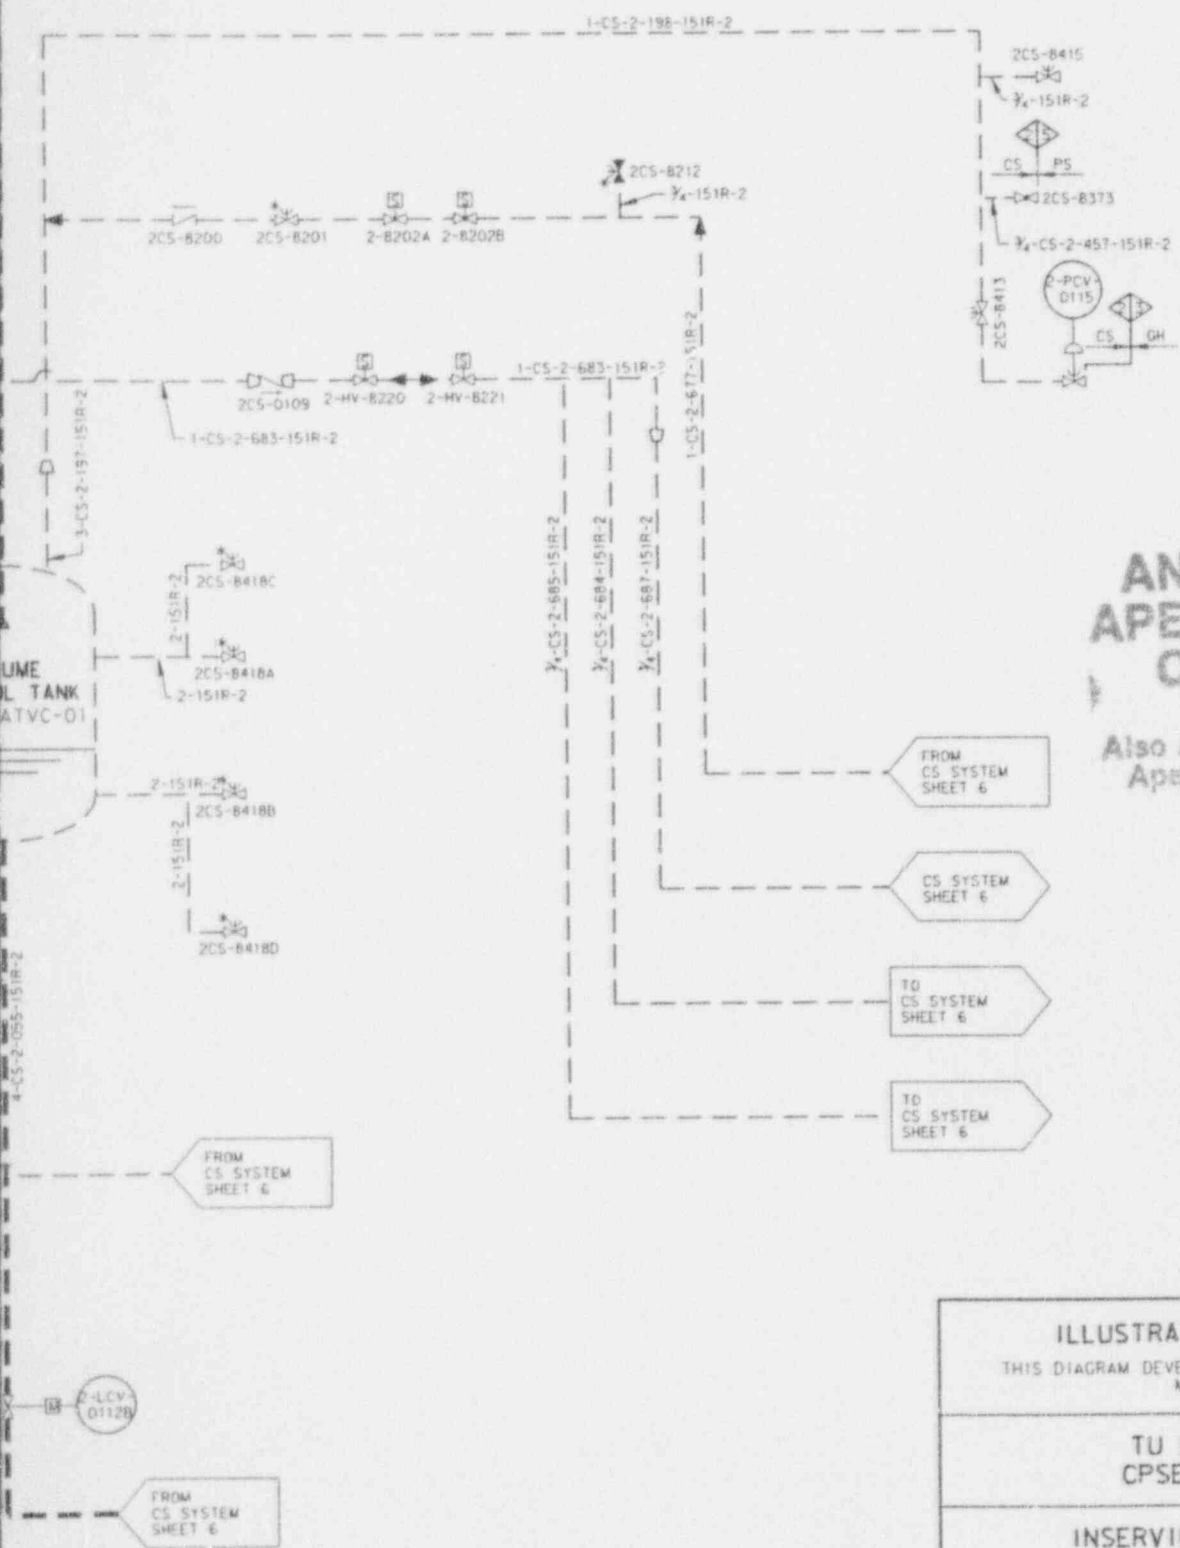 1-CS-2-198-151R-2
2CS-8415
¾-151R-2
CS PS
2CS-8212
¾-151R-2
2CS-8373
2CS-8200 2CS-8201 2-8202A 2-8202B
S S
¾-CS-2-457-151R-2
2-PCV-
0115
2CS-8413
CS GH
1-CS-2-677-151R-2
S S
1-CS-2-683-151R-2
2CS-0109 2-HV-8220 2-HV-8221
1-CS-2-683-151R-2
3-CS-2-197-151R-2
2CS-8418C
2-151R-2
¾-CS-2-685-151R-2
¾-CS-2-684-151R-2
¾-CS-2-687-151R-2
AN
APE
UME
L TANK
ATVC-01
2CS-8418A
2-151R-2
Also
Ape
FROM
CS SYSTEM
SHEET 6
2-151R-2
2CS-8418B
2-151R-2
CS SYSTEM
SHEET 6
2CS-8418D
4-CS-2-055-151R-2
TO
CS SYSTEM
SHEET 6
TO
CS SYSTEM
SHEET 6
FROM
CS SYSTEM
SHEET 6
ILLUSTRA
THIS DIAGRAM DEVE
M
2-LCV-
0112B
TU
CPSE
FROM
CS SYSTEM
SHEET 6
INSERVI